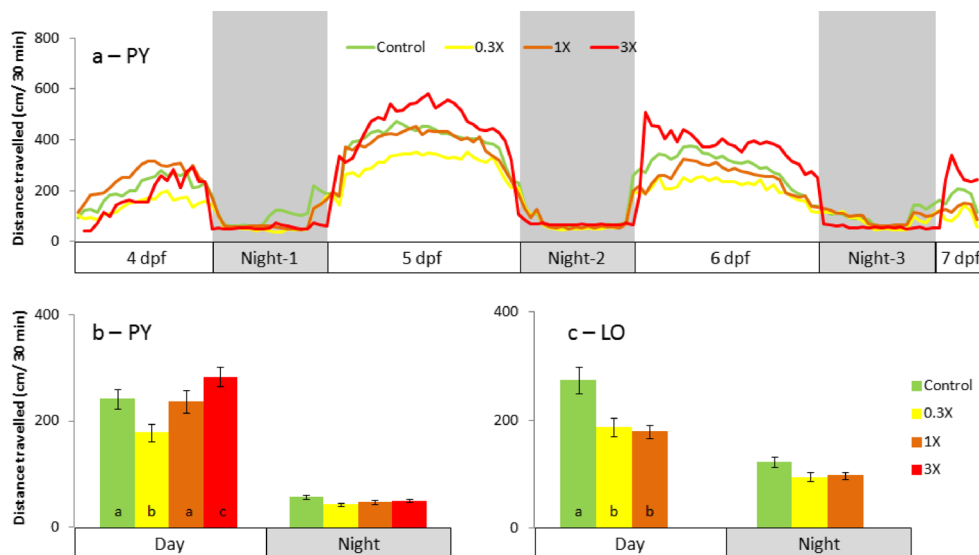 a – PY
Control 0.3X 1X 3X
Distance travelled (cm/ 30 min)
800
600
400
200
0
4 dpf Night-1 5 dpf Night-2 6 dpf Night-3 7 dpf
b – PY
Distance travelled (cm/ 30 min)
400
200
0
a b a c
Day Night
c – LO
400
200
0
a b b
Day Night
Control
0.3X
1X
3X